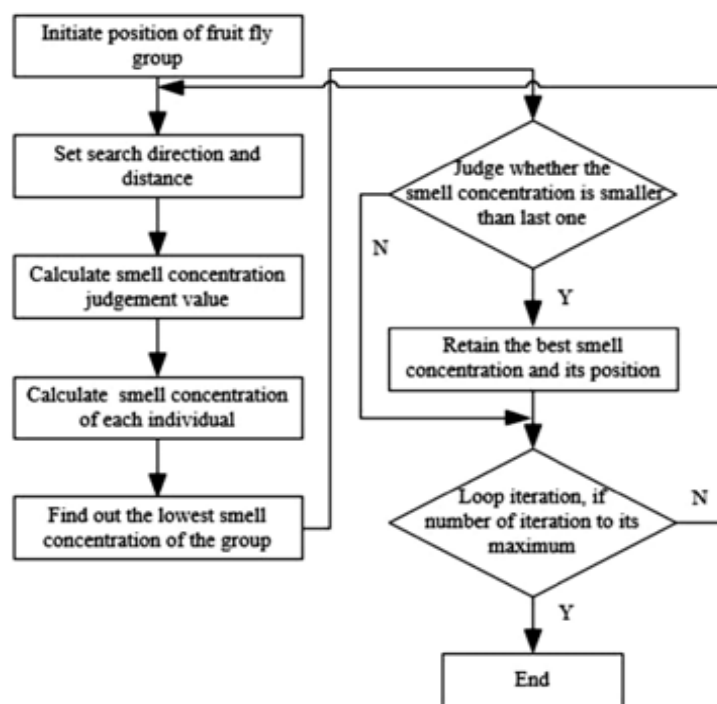 Initiate position of fruit fly
group
Set search direction and
distance
Calculate smell concentration
judgement value
Calculate smell concentration
of each individual
Find out the lowest smell
concentration of the group
Judge whether the
smell concentration is smaller
than last one
N
Y
Retain the best smell
concentration and its position
Loop iteration, if
number of iteration to its
maximum
N
Y
End